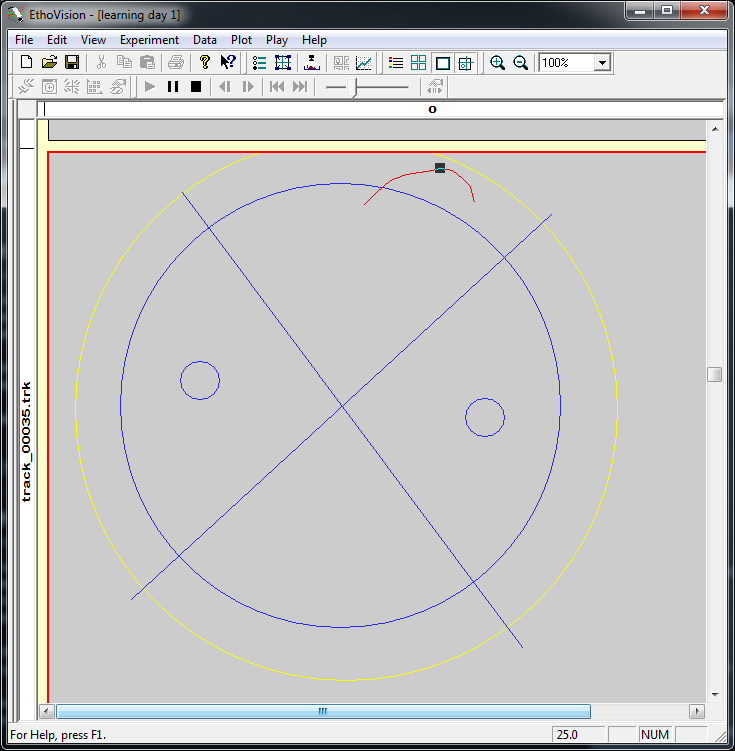 EthoVision - [learning day 1]
File Edit View Experiment Data Plot Play Help
100%
o
track_00035.trk
For Help, press F1.
25.0
NUM